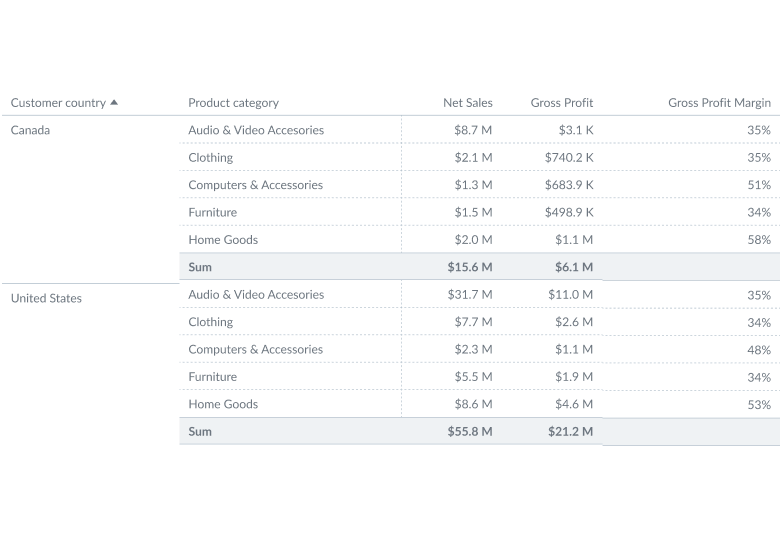 Customer country ▲ Product category Net Sales Gross Profit Gross Profit Margin
Canada Audio & Video Accesories $8.7 M $3.1 K 35%
Clothing $2.1 M $740.2 K 35%
Computers & Accessories $1.3 M $683.9 K 51%
Furniture $1.5 M $498.9 K 34%
Home Goods $2.0 M $1.1 M 58%
Sum $15.6 M $6.1 M
United States Audio & Video Accesories $31.7 M $11.0 M 35%
Clothing $7.7 M $2.6 M 34%
Computers & Accessories $2.3 M $1.1 M 48%
Furniture $5.5 M $1.9 M 34%
Home Goods $8.6 M $4.6 M 53%
Sum $55.8 M $21.2 M